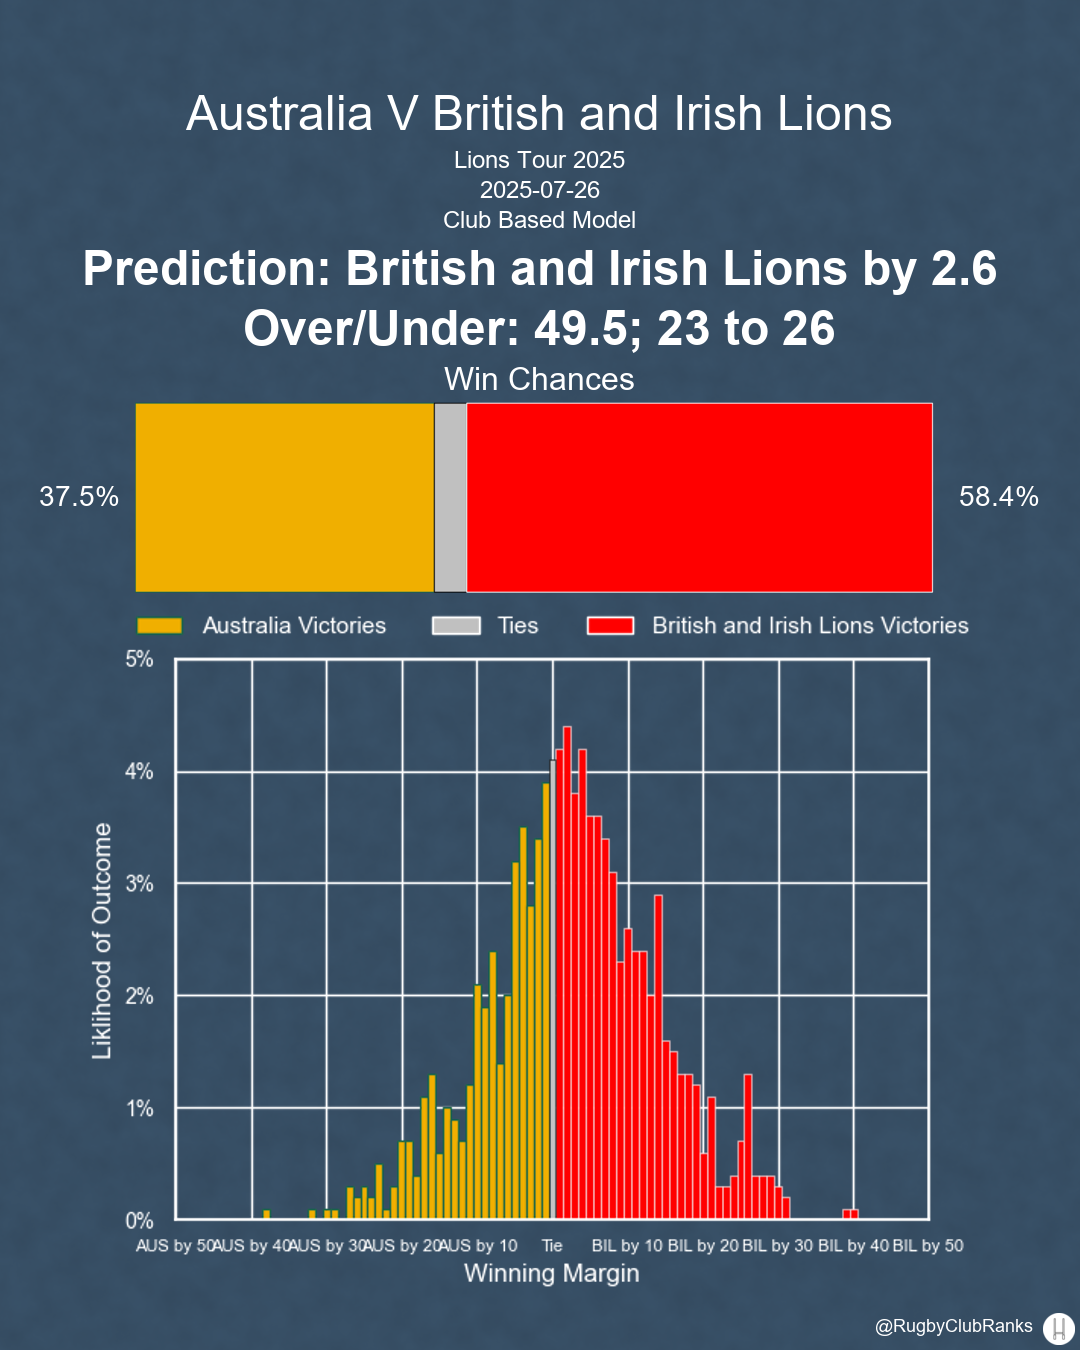 Australia V British and Irish Lions
Lions Tour 2025
2025-07-26
Club Based Model
Prediction: British and Irish Lions by 2.6
Over/Under: 49.5; 23 to 26
Win Chances
37.5%
58.4%
Australia Victories
Ties
British and Irish Lions Victories
5%
4%
3%
2%
1%
0%
Liklihood of Outcome
AUS by 50
AUS by 40
AUS by 30
AUS by 20
AUS by 10
Tie
BIL by 10
BIL by 20
BIL by 30
BIL by 40
BIL by 50
Winning Margin
@RugbyClubRanks